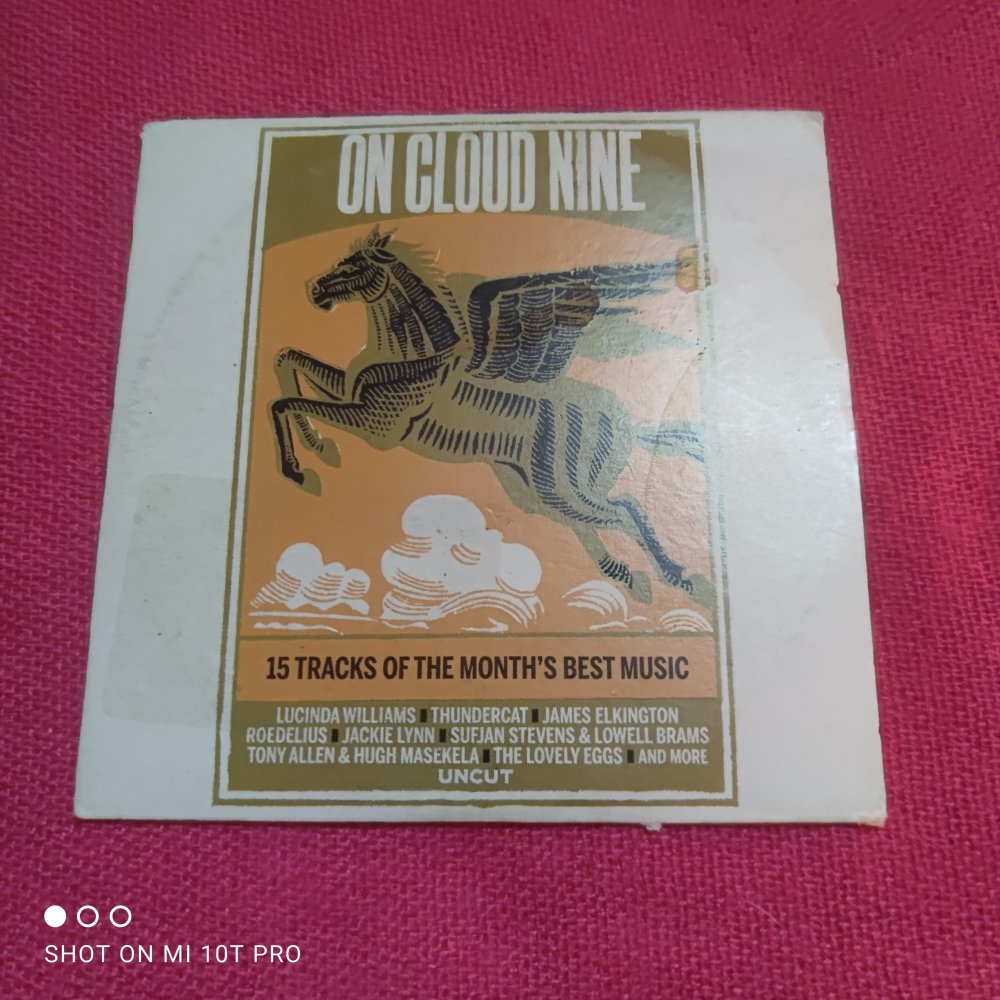 ON CLOUD NINE
15 TRACKS OF THE MONTH'S BEST MUSIC
LUCINDA WILLIAMS ▮ THUNDERCAT ▮ JAMES ELKINGTON
ROEDELIUS ▮ JACKIE LYNN ▮ SUFJAN STEVENS & LOWELL BRAMS
TONY ALLEN & HUGH MASEKELA ▮ THE LOVELY EGGS ▮ AND MORE
UNCUT
SHOT ON MI 10T PRO